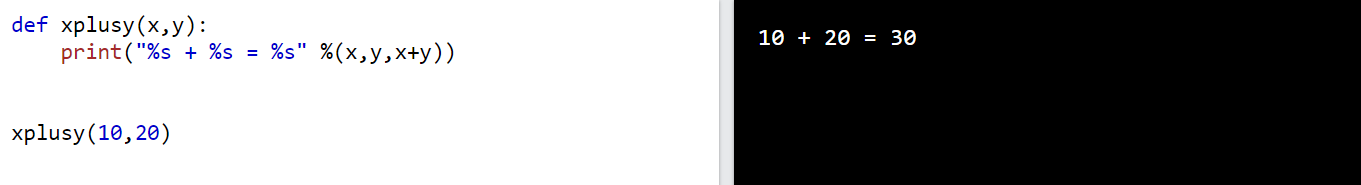 def xplusy(x,y):
    print("%s + %s = %s" %(x,y,x+y))
xplusy(10,20)
10 + 20 = 30